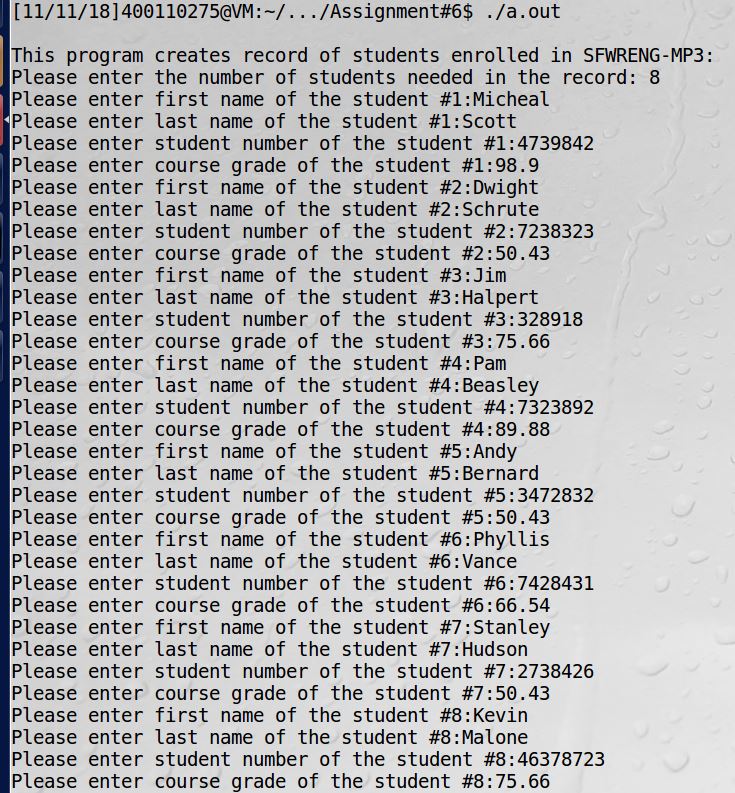 [11/11/18]400110275@VM:~/.../Assignment#6$ ./a.out
This program creates record of students enrolled in SFWRENG-MP3:
Please enter the number of students needed in the record: 8
Please enter first name of the student #1:Micheal
Please enter last name of the student #1:Scott
Please enter student number of the student #1:4739842
Please enter course grade of the student #1:98.9
Please enter first name of the student #2:Dwight
Please enter last name of the student #2:Schrute
Please enter student number of the student #2:7238323
Please enter course grade of the student #2:50.43
Please enter first name of the student #3:Jim
Please enter last name of the student #3:Halpert
Please enter student number of the student #3:328918
Please enter course grade of the student #3:75.66
Please enter first name of the student #4:Pam
Please enter last name of the student #4:Beasley
Please enter student number of the student #4:7323892
Please enter course grade of the student #4:89.88
Please enter first name of the student #5:Andy
Please enter last name of the student #5:Bernard
Please enter student number of the student #5:3472832
Please enter course grade of the student #5:50.43
Please enter first name of the student #6:Phyllis
Please enter last name of the student #6:Vance
Please enter student number of the student #6:7428431
Please enter course grade of the student #6:66.54
Please enter first name of the student #7:Stanley
Please enter last name of the student #7:Hudson
Please enter student number of the student #7:2738426
Please enter course grade of the student #7:50.43
Please enter first name of the student #8:Kevin
Please enter last name of the student #8:Malone
Please enter student number of the student #8:46378723
Please enter course grade of the student #8:75.66